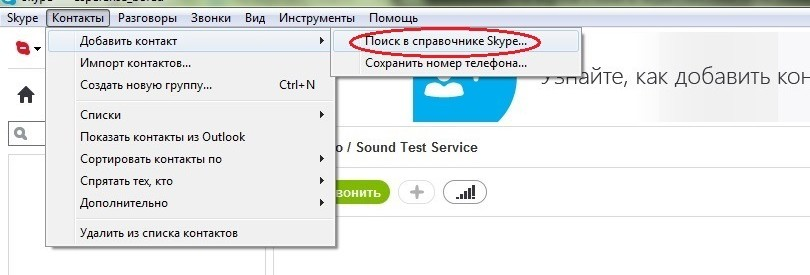 Skype Контакты Разговоры Звонки Вид Инструменты Помощь
Добавить контакт
Импорт контактов...
Создать новую группу... Ctrl+N
Списки
Показать контакты из Outlook
Сортировать контакты по
Спрятать тех, кто
Дополнительно
Удалить из списка контактов
Поиск в справочнике Skype...
Сохранить номер телефона...
Узнайте, как добавить кон
/ Sound Test Service
вонить